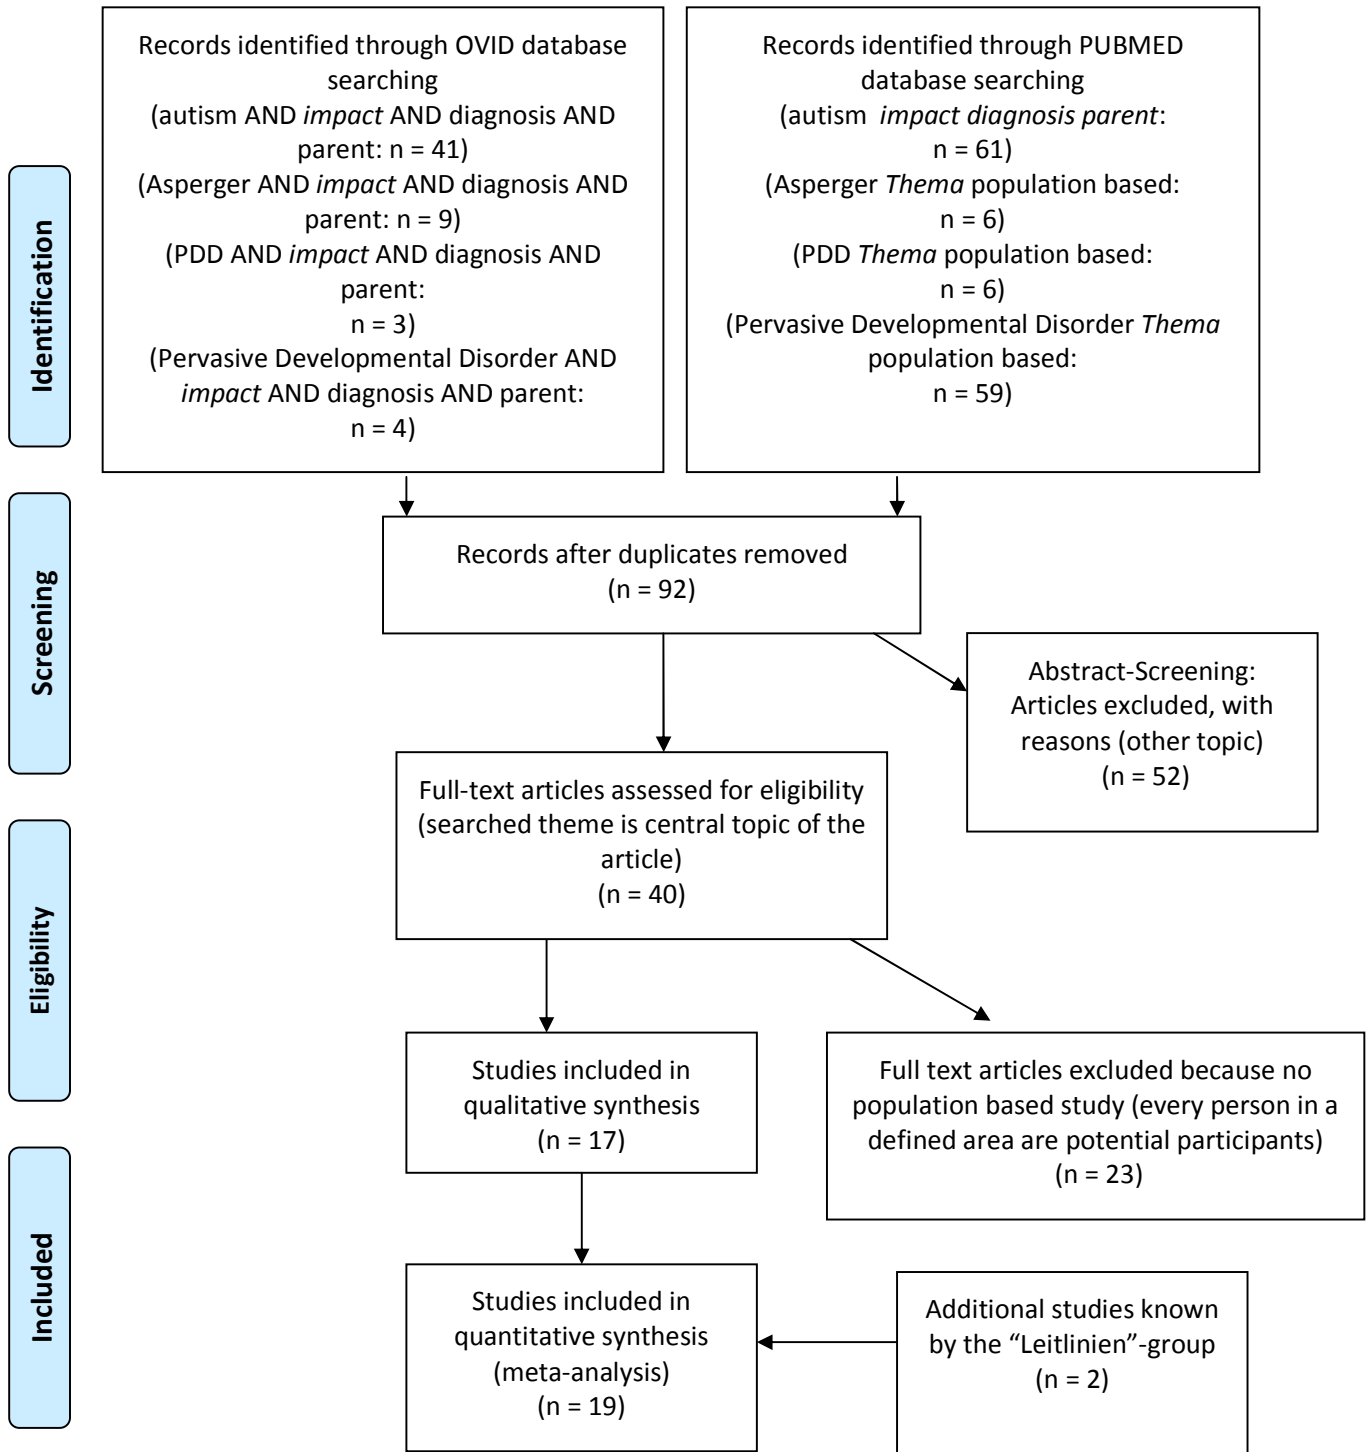 Records identified through OVID database
searching
(autism AND impact AND diagnosis AND
parent: n = 41)
(Asperger AND impact AND diagnosis AND
parent: n = 9)
(PDD AND impact AND diagnosis AND
parent:
n = 3)
(Pervasive Developmental Disorder AND
impact AND diagnosis AND parent:
n = 4)
Records identified through PUBMED
database searching
(autism impact diagnosis parent:
n = 61)
(Asperger Thema population based:
n = 6)
(PDD Thema population based:
n = 6)
(Pervasive Developmental Disorder Thema
population based:
n = 59)
Identification
Screening
Records after duplicates removed
(n = 92)
Abstract-Screening:
Articles excluded, with
reasons (other topic)
(n = 52)
Full-text articles assessed for eligibility
(searched theme is central topic of the
article)
(n = 40)
Eligibility
Studies included in
qualitative synthesis
(n = 17)
Full text articles excluded because no
population based study (every person in a
defined area are potential participants)
(n = 23)
Included
Studies included in
quantitative synthesis
(meta-analysis)
(n = 19)
Additional studies known
by the “Leitlinien”-group
(n = 2)